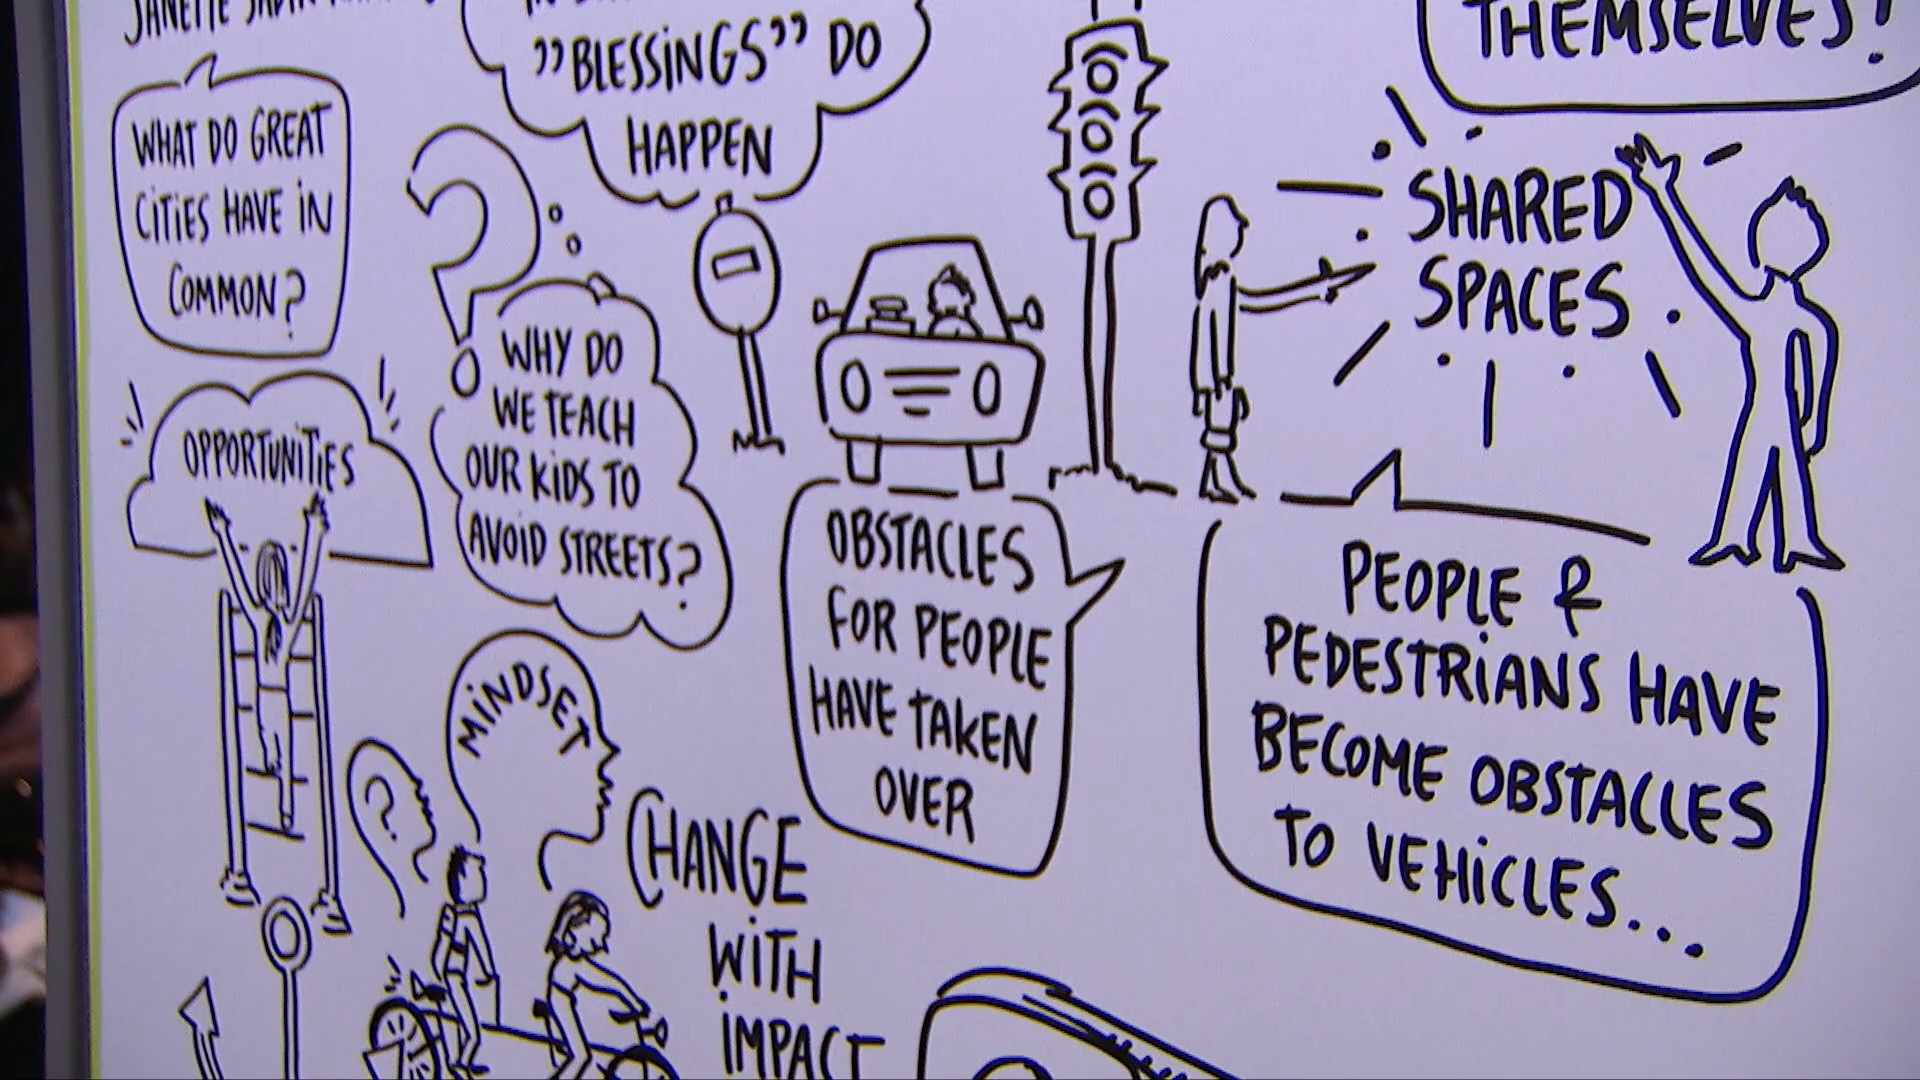 JANETTE
"BLESSINGS" DO
HAPPEN
THEMSELVES!
WHAT DO GREAT
CITIES HAVE IN
COMMON?
SHARED
SPACES
OPPORTUNITIES
WHY DO
WE TEACH
OUR KIDS TO
AVOID STREETS?
OBSTACLES
FOR PEOPLE
HAVE TAKEN
OVER
PEOPLE &
PEDESTRIANS HAVE
BECOME OBSTACLES
TO VEHICLES...
MINDSET
?
CHANGE
WITH
IMPACT